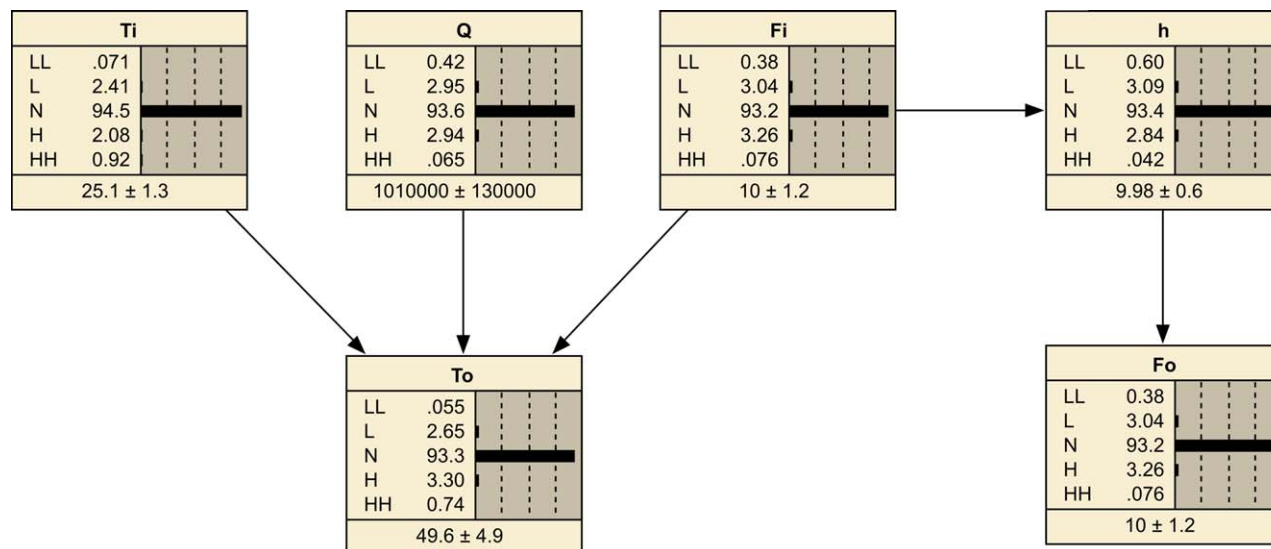 Ti
LL .071
L 2.41
N 94.5
H 2.08
HH 0.92
25.1 ± 1.3
Q
LL 0.42
L 2.95
N 93.6
H 2.94
HH .065
1010000 ± 130000
Fi
LL 0.38
L 3.04
N 93.2
H 3.26
HH .076
10 ± 1.2
h
LL 0.60
L 3.09
N 93.4
H 2.84
HH .042
9.98 ± 0.6
To
LL .055
L 2.65
N 93.3
H 3.30
HH 0.74
49.6 ± 4.9
Fo
LL 0.38
L 3.04
N 93.2
H 3.26
HH .076
10 ± 1.2